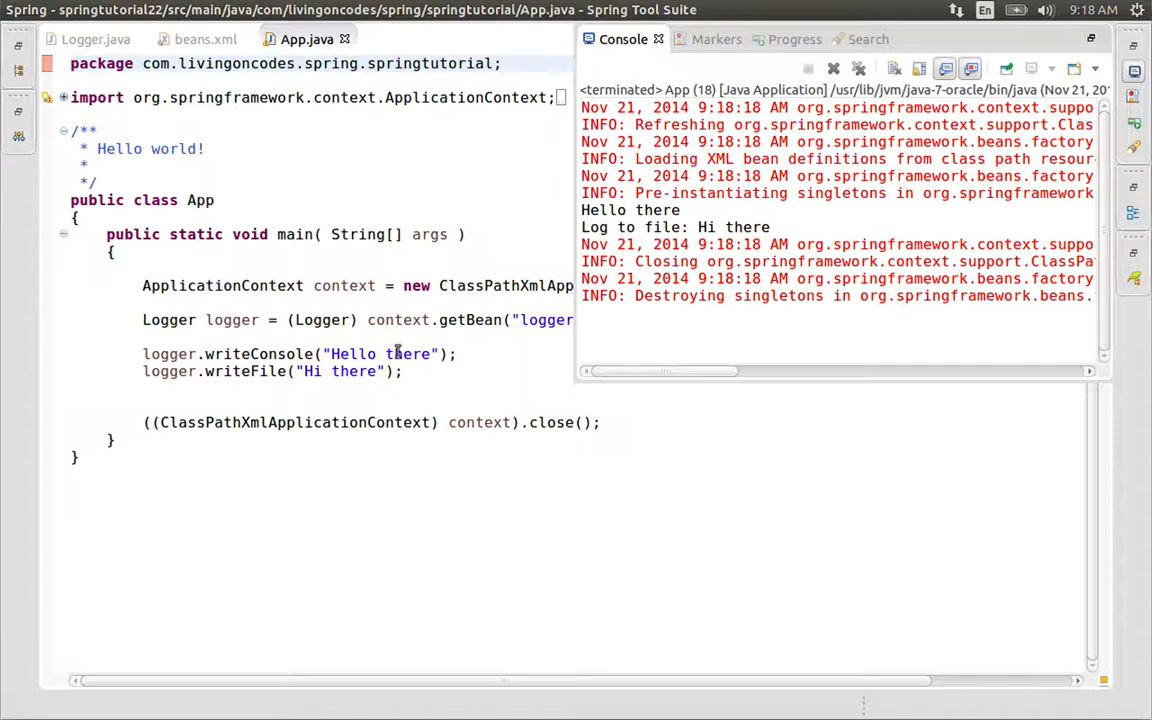 Spring - springtutorial22/src/main/java/com/livingoncodes/spring/springtutorial/App.java - Spring Tool Suite
En
9:18 AM
Logger.java
beans.xml
App.java
package com.livingoncodes.spring.springtutorial;
import org.springframework.context.ApplicationContext;
/**
* Hello world!
*
*/
public class App
{
public static void main( String[] args )
{
ApplicationContext context = new ClassPathXmlApp
Logger logger = (Logger) context.getBean("logger
logger.writeConsole("Hello there");
logger.writeFile("Hi there");
((ClassPathXmlApplicationContext) context).close();
}
}
Console
Markers
Progress
Search
<terminated> App (18) [Java Application] /usr/lib/jvm/java-7-oracle/bin/java (Nov 21, 201
Nov 21, 2014 9:18:18 AM org.springframework.context.suppo
INFO: Refreshing org.springframework.context.support.Clas
Nov 21, 2014 9:18:18 AM org.springframework.beans.factory
INFO: Loading XML bean definitions from class path resour
Nov 21, 2014 9:18:18 AM org.springframework.beans.factory
INFO: Pre-instantiating singletons in org.springframework
Hello there
Log to file: Hi there
Nov 21, 2014 9:18:18 AM org.springframework.context.suppo
INFO: Closing org.springframework.context.support.ClassPa
Nov 21, 2014 9:18:18 AM org.springframework.beans.factory
INFO: Destroying singletons in org.springframework.beans.